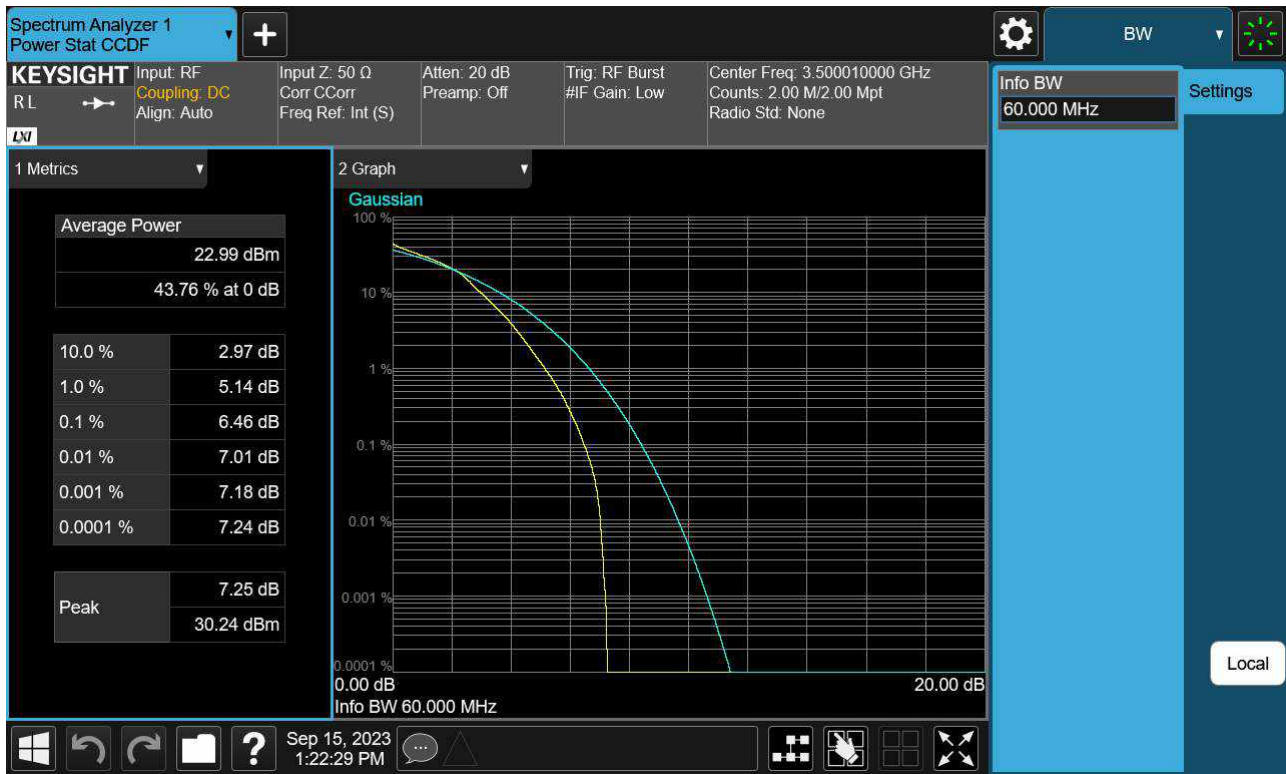 Spectrum Analyzer 1
Power Stat CCDF
BW
KEYSIGHT
RL
LXI
Input: RF
Coupling: DC
Align: Auto
Input Z: 50 Ω
Corr CCorr
Freq Ref: Int (S)
Atten: 20 dB
Preamp: Off
Trig: RF Burst
#IF Gain: Low
Center Freq: 3.500010000 GHz
Counts: 2.00 M/2.00 Mpt
Radio Std: None
Info BW
60.000 MHz
Settings
1 Metrics
Average Power
22.99 dBm
43.76 % at 0 dB
10.0 % 2.97 dB
1.0 % 5.14 dB
0.1 % 6.46 dB
0.01 % 7.01 dB
0.001 % 7.18 dB
0.0001 % 7.24 dB
Peak
7.25 dB
30.24 dBm
2 Graph
Gaussian
100 %
10 %
1 %
0.1 %
0.01 %
0.001 %
0.0001 %
0.00 dB 20.00 dB
Info BW 60.000 MHz
Local
?
Sep 15, 2023
1:22:29 PM